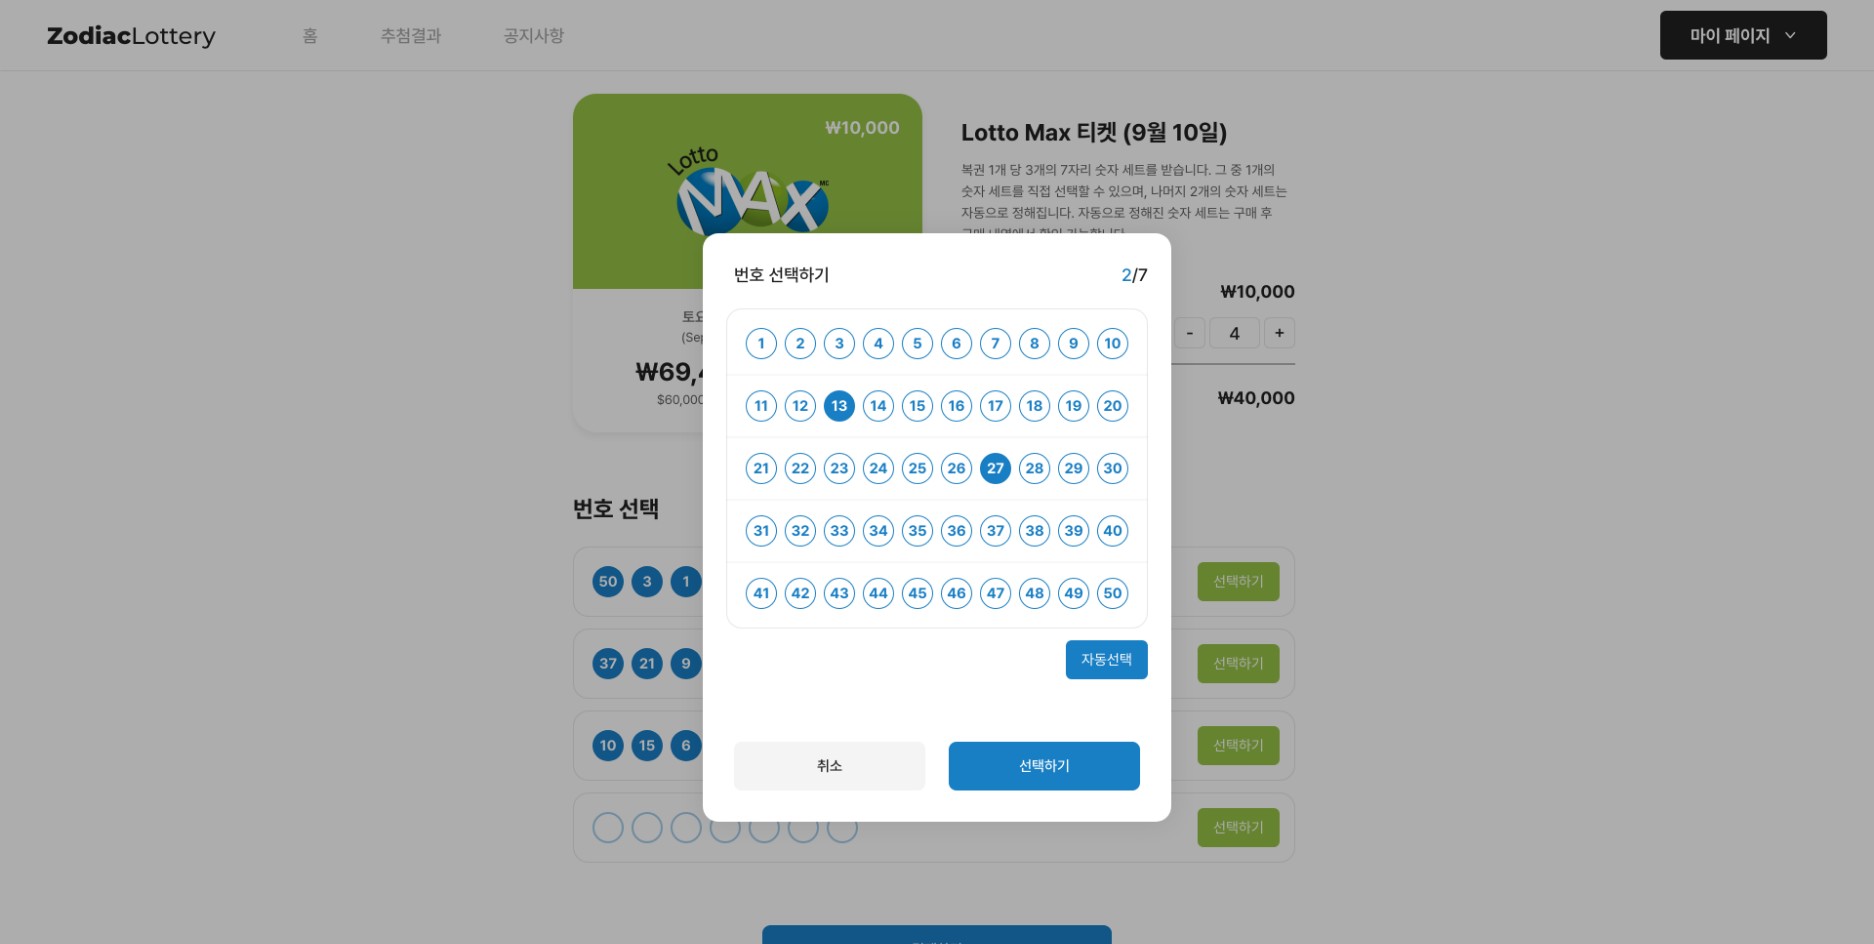 ZodiacLottery 홈 추첨결과 공지사항 마이 페이지
₩10,000
Lotto MAX MC
Lotto Max 티켓 (9월 10일)
복권 1개 당 3개의 7자리 숫자 세트를 받습니다. 그 중 1개의
숫자 세트를 직접 선택할 수 있으며, 나머지 2개의 숫자 세트는
자동으로 정해집니다. 자동으로 정해진 숫자 세트는 구매 후
₩10,000
- 4 +
₩40,000
(Sep
₩69,4
$60,000
번호 선택하기 2/7
1 2 3 4 5 6 7 8 9 10
11 12 13 14 15 16 17 18 19 20
21 22 23 24 25 26 27 28 29 30
31 32 33 34 35 36 37 38 39 40
41 42 43 44 45 46 47 48 49 50
자동선택
취소 선택하기
번호 선택
50 3 1 선택하기
37 21 9 선택하기
10 15 6 선택하기
선택하기